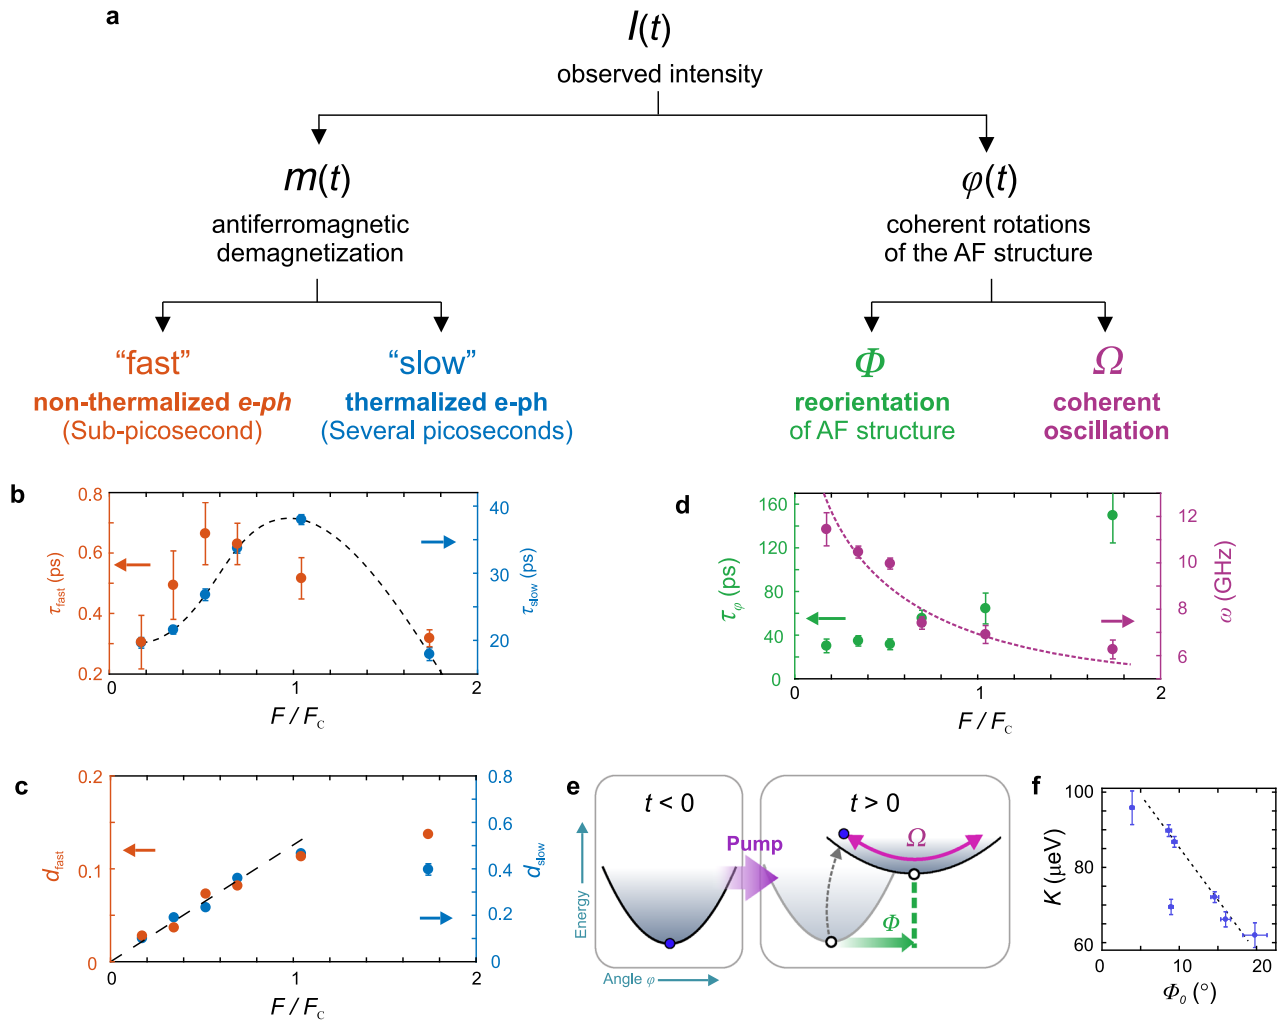 a
I(t)
observed intensity
m(t)
φ(t)
antiferromagnetic
demagnetization
coherent rotations
of the AF structure
“fast”
“slow”
Φ
Ω
non-thermalized e-ph
(Sub-picosecond)
thermalized e-ph
(Several picoseconds)
reorientation
of AF structure
coherent
oscillation
b
0.8
0.6
0.4
0.2
τfast (ps)
40
30
20
τslow (ps)
0
1
2
F / FC
d
160
120
80
40
0
τφ (ps)
12
10
8
6
ω (GHz)
0
1
2
F / FC
c
0.2
0.1
0
dfast
0.8
0.6
0.4
0.2
0
dslow
0
1
2
F / FC
e
t < 0
t > 0
Pump
Ω
Φ
Energy
Angle φ
f
100
80
60
K (μeV)
0
10
20
Φ0 (°)